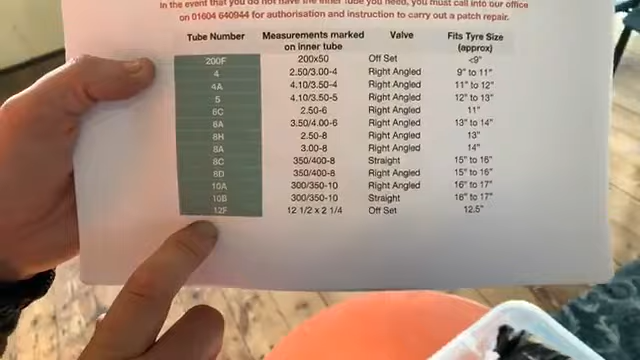 In the event that you do not have the inner tube you need, you must call into our office
on 01604 640944 for authorisation and instruction to carry out a patch repair.
Tube Number Measurements marked on inner tube Valve Fits Tyre Size (approx)
200F 200x50 Off Set <9"
4 2.50/3.00-4 Right Angled 9" to 11"
4A 4.10/3.50-4 Right Angled 11" to 12"
5 4.10/3.50-5 Right Angled 12" to 13"
6C 2.50-6 Right Angled 11"
6A 3.50/4.00-6 Right Angled 13" to 14"
8H 2.50-8 Right Angled 13"
8A 3.00-8 Right Angled 14"
8C 350/400-8 Straight 15" to 16"
8D 350/400-8 Right Angled 15" to 16"
10A 300/350-10 Right Angled 16" to 17"
10B 300/350-10 Straight 16" to 17"
12F 12 1/2 x 2 1/4 Off Set 12.5"